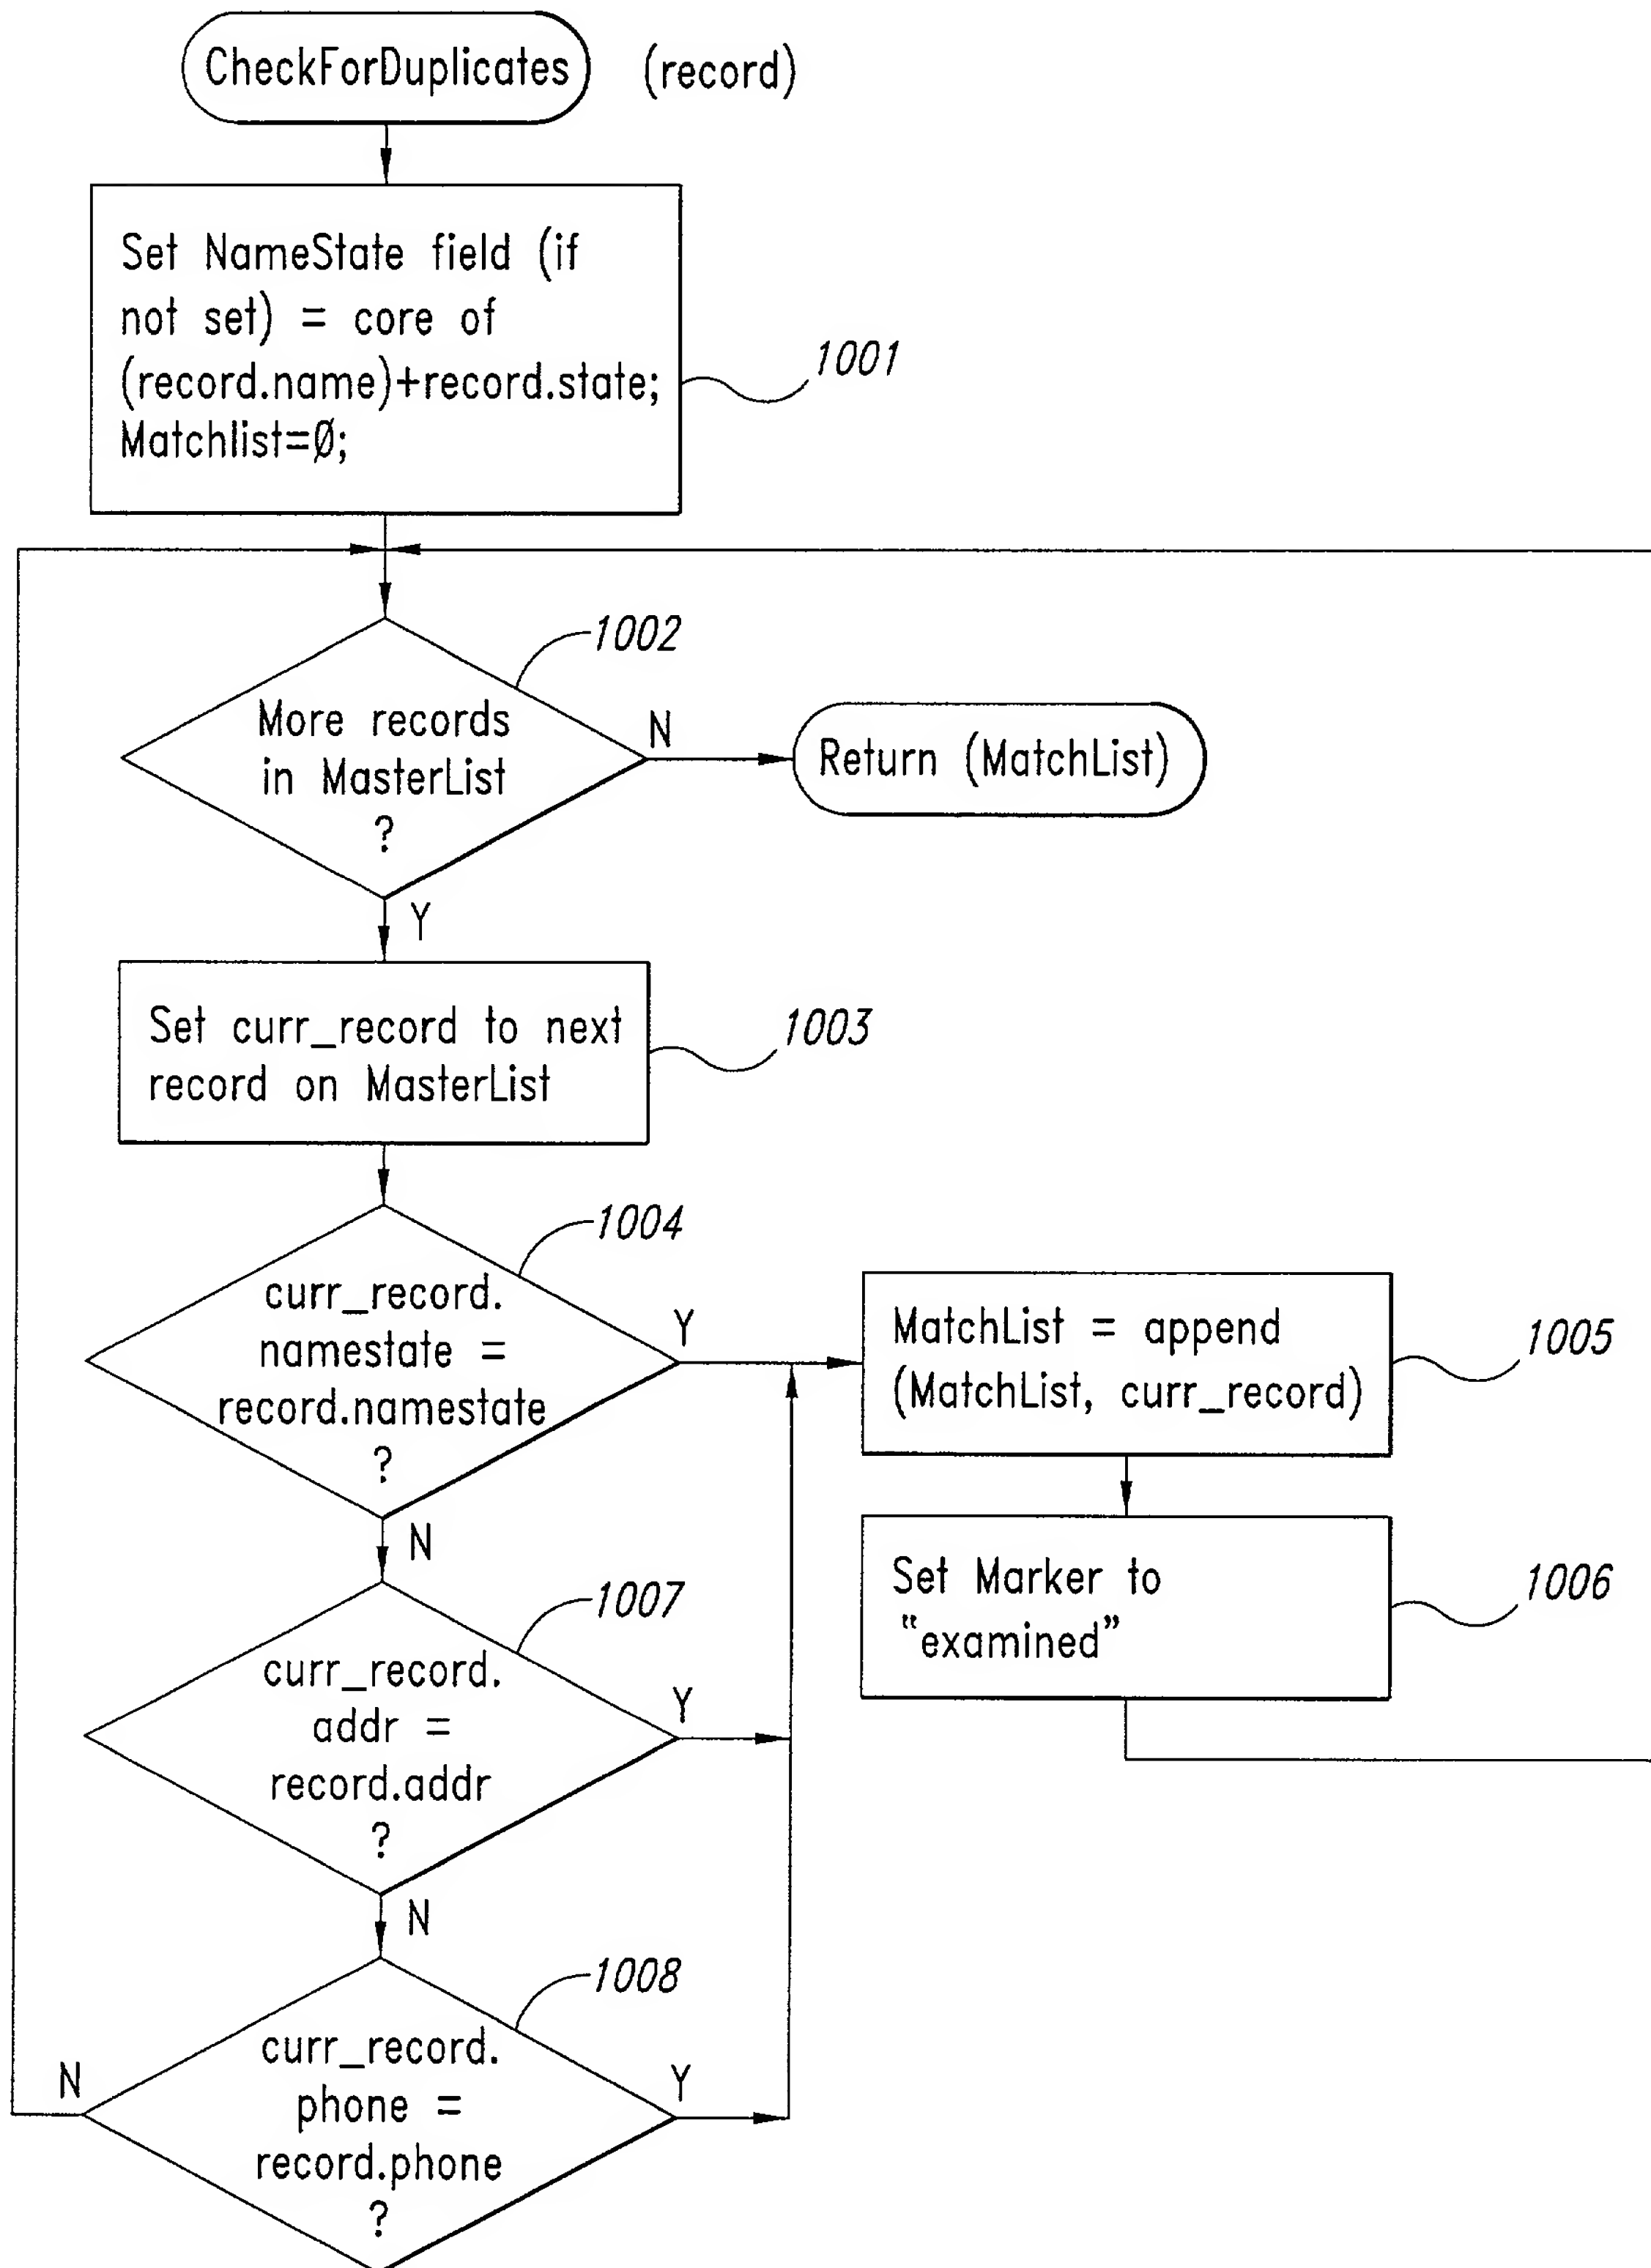 CheckForDuplicates (record)
Set NameState field (if
not set) = core of
(record.name)+record.state;
Matchlist=Ø;
1001
1002
More records
in MasterList
?
N
Return (MatchList)
Y
Set curr_record to next
record on MasterList
1003
1004
curr_record.
namestate =
record.namestate
?
Y
MatchList = append
(MatchList, curr_record)
1005
N
Set Marker to
"examined"
1006
1007
curr_record.
addr =
record.addr
?
Y
N
1008
curr_record.
phone =
record.phone
?
N
Y